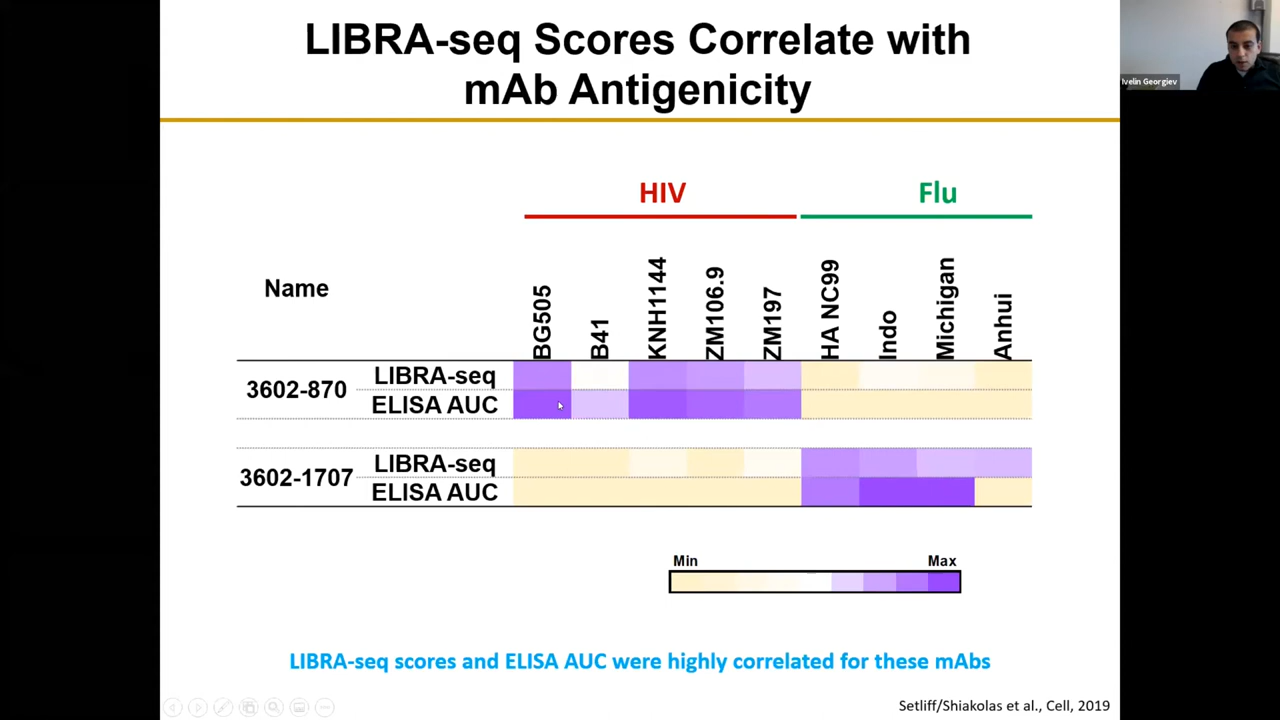 LIBRA-seq Scores Correlate with
mAb Antigenicity
Ivelin Georgiev
HIV
Flu
Name
BG505
B41
KNH1144
ZM106.9
ZM197
HA NC99
Indo
Michigan
Anhui
3602-870
LIBRA-seq
ELISA AUC
3602-1707
LIBRA-seq
ELISA AUC
Min
Max
LIBRA-seq scores and ELISA AUC were highly correlated for these mAbs
Setliff/Shiakolas et al., Cell, 2019